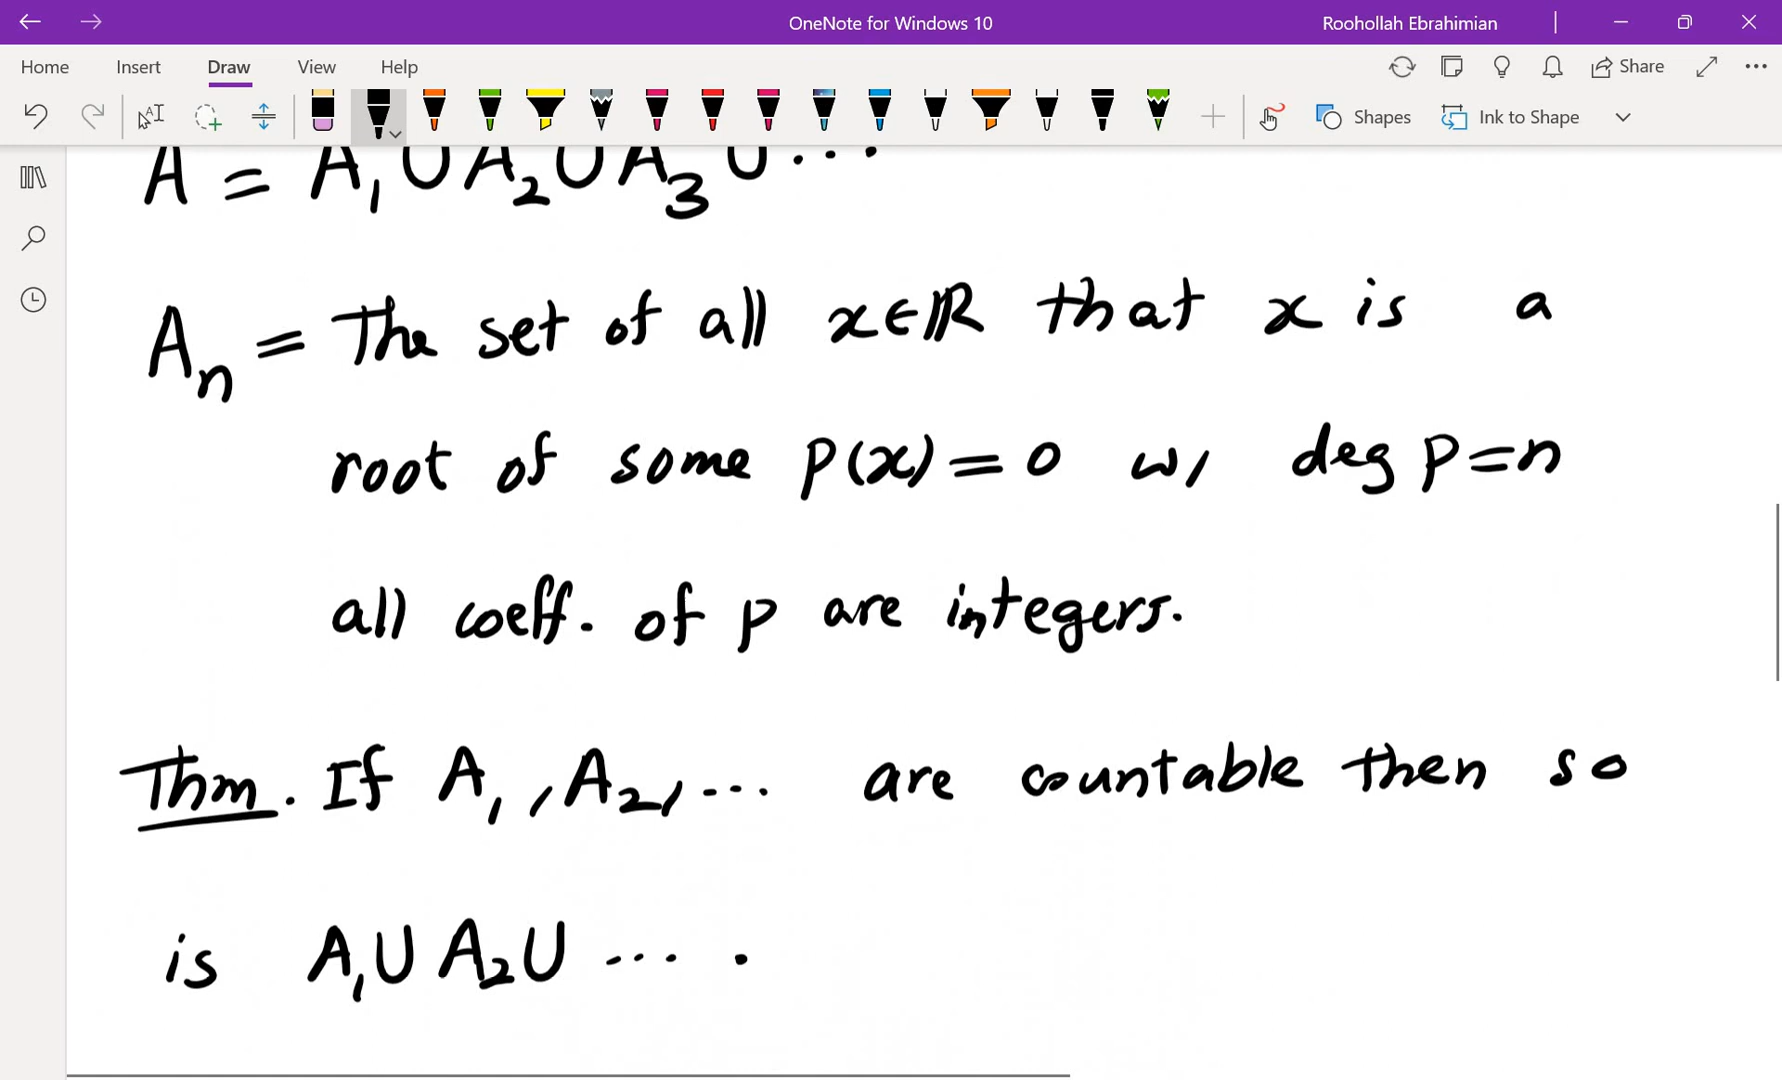 OneNote for Windows 10
Roohollah Ebrahimian
Home Insert Draw View Help
Share
Shapes Ink to Shape
A = A₁ ∪ A₂ ∪ A₃ ∪ ...
Aₙ = The set of all x∈ℝ that x is a
root of some p(x) = 0 w/ deg p = n
all coeff. of p are integers.
Thm. If A₁, A₂, ... are countable then so
is A₁ ∪ A₂ ∪ ... .